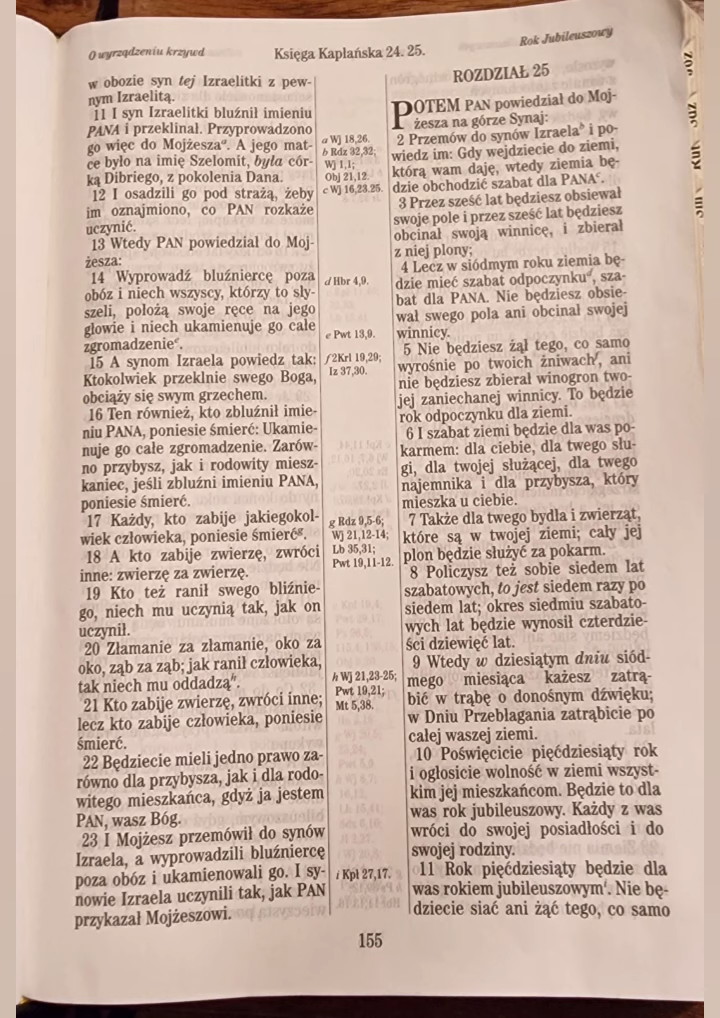 O wyrządzeniu krzywd
Księga Kapłańska 24. 25.
Rok Jubileuszowy
w obozie syn tej Izraelitki z pew-
nym Izraelitą.
11 I syn Izraelitki bluźnił imieniu
PANA i przeklinał. Przyprowadzono
go więc do Mojżeszaᵃ. A jego mat-
ce było na imię Szelomit, była cór-
ką Dibriego, z pokolenia Dana.
12 I osadzili go pod strażą, żeby
im oznajmiono, co PAN rozkaże
uczynić.
13 Wtedy PAN powiedział do Moj-
żesza:
14 Wyprowadź bluźniercę poza
obóz i niech wszyscy, którzy to sły-
szeli, położą swoje ręce na jego
głowie i niech ukamienuje go całe
zgromadzenieᵉ.
15 A synom Izraela powiedz tak:
Ktokolwiek przeklnie swego Boga,
obciąży się swym grzechem.
16 Ten również, kto zbluźnił imie-
niu PANA, poniesie śmierć: Ukamie-
nuje go całe zgromadzenie. Zarów-
no przybysz, jak i rodowity miesz-
kaniec, jeśli zbluźni imieniu PANA,
poniesie śmierć.
17 Każdy, kto zabije jakiegokol-
wiek człowieka, poniesie śmierćᵍ.
18 A kto zabije zwierzę, zwróci
inne: zwierzę za zwierzę.
19 Kto też ranił swego bliźnie-
go, niech mu uczynią tak, jak on
uczynił.
20 Złamanie za złamanie, oko za
oko, ząb za ząb; jak ranił człowieka,
tak niech mu oddadząʰ.
21 Kto zabije zwierzę, zwróci inne;
lecz kto zabije człowieka, poniesie
śmierć.
22 Będziecie mieli jedno prawo za-
równo dla przybysza, jak i dla rodo-
witego mieszkańca, gdyż ja jestem
PAN, wasz Bóg.
23 I Mojżesz przemówił do synów
Izraela, a wyprowadzili bluźniercę
poza obóz i ukamienowali go. I sy-
nowie Izraela uczynili tak, jak PAN
przykazał Mojżeszowi.
a Wj 18,26.
b Rdz 32,32;
Wj 1,1;
Obj 21,12.
c Wj 16,23.25.
d Hbr 4,9.
e Pwt 13,9.
f 2Krl 19,29;
Iz 37,30.
g Rdz 9,5-6;
Wj 21,12-14;
Lb 35,31;
Pwt 19,11-12.
h Wj 21,23-25;
Pwt 19,21;
Mt 5,38.
i Kpł 27,17.
ROZDZIAŁ 25
POTEM PAN powiedział do Moj-
żesza na górze Synaj:
2 Przemów do synów Izraelaᵇ i po-
wiedz im: Gdy wejdziecie do ziemi,
którą wam daję, wtedy ziemia bę-
dzie obchodzić szabat dla PANAᶜ.
3 Przez sześć lat będziesz obsiewał
swoje pole i przez sześć lat będziesz
obcinał swoją winnicę, i zbierał
z niej plony;
4 Lecz w siódmym roku ziemia bę-
dzie mieć szabat odpoczynkuᵈ, sza-
bat dla PANA. Nie będziesz obsie-
wał swego pola ani obcinał swojej
winnicy.
5 Nie będziesz żął tego, co samo
wyrośnie po twoich żniwachᶠ, ani
nie będziesz zbierał winogron two-
jej zaniechanej winnicy. To będzie
rok odpoczynku dla ziemi.
6 I szabat ziemi będzie dla was po-
karmem: dla ciebie, dla twego słu-
gi, dla twojej służącej, dla twego
najemnika i dla przybysza, który
mieszka u ciebie.
7 Także dla twego bydła i zwierząt,
które są w twojej ziemi; cały jej
plon będzie służyć za pokarm.
8 Policzysz też sobie siedem lat
szabatowych, to jest siedem razy po
siedem lat; okres siedmiu szabato-
wych lat będzie wynosił czterdzie-
ści dziewięć lat.
9 Wtedy w dziesiątym dniu siód-
mego miesiąca każesz zatrą-
bić w trąbę o donośnym dźwięku;
w Dniu Przebłagania zatrąbicie po
całej waszej ziemi.
10 Poświęcicie pięćdziesiąty rok
i ogłosicie wolność w ziemi wszyst-
kim jej mieszkańcom. Będzie to dla
was rok jubileuszowy. Każdy z was
wróci do swojej posiadłości i do
swojej rodziny.
11 Rok pięćdziesiąty będzie dla
was rokiem jubileuszowymⁱ. Nie bę-
dziecie siać ani żąć tego, co samo
155